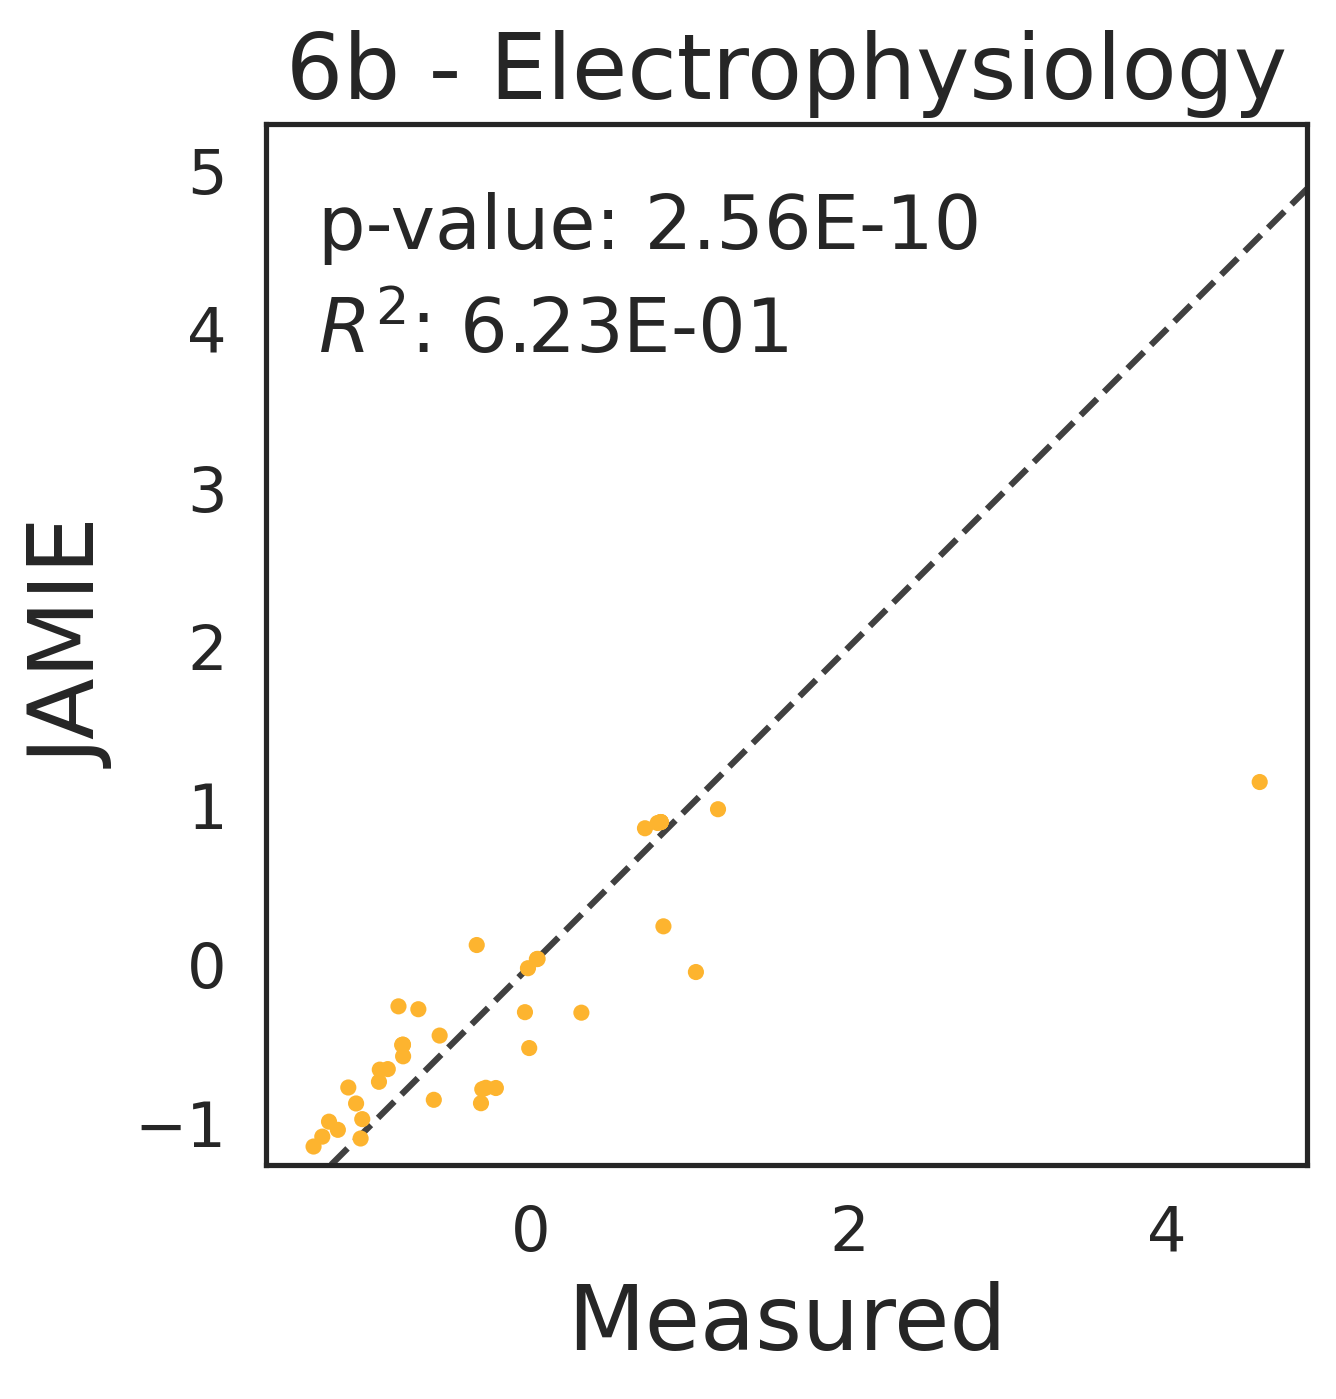 6b - Electrophysiology
p-value: 2.56E-10
R²: 6.23E-01
5
4
3
2
1
0
−1
JAMIE
0 2 4
Measured